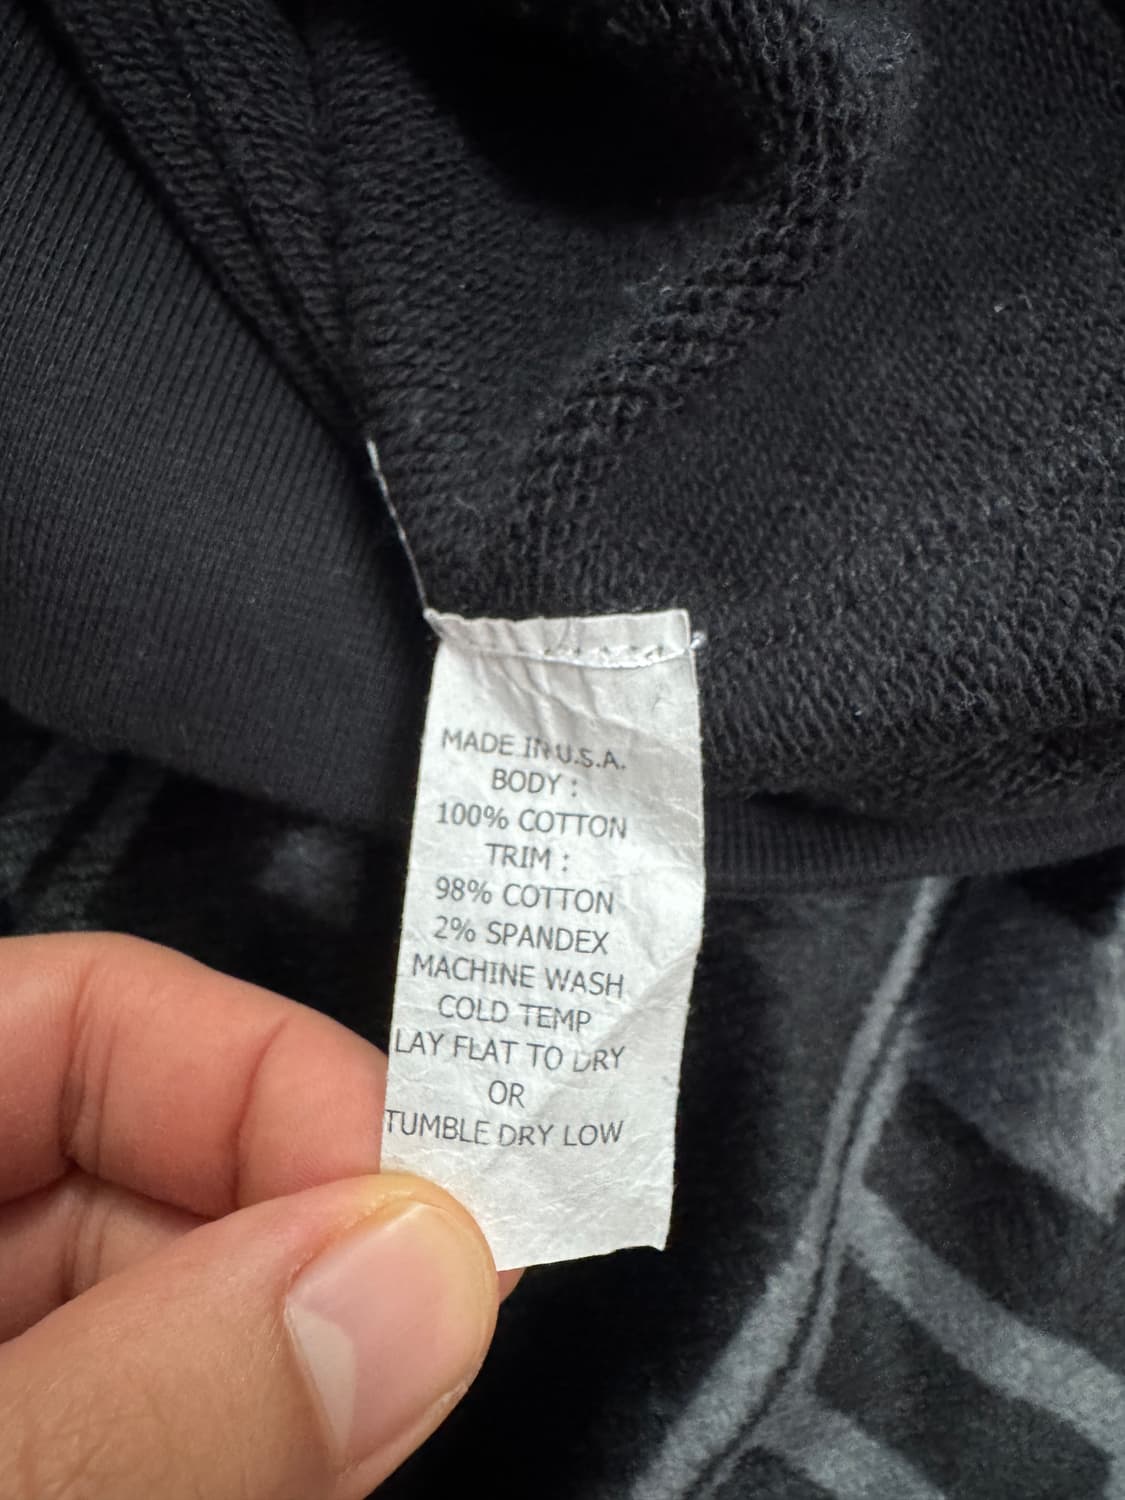 MADE IN U.S.A.
BODY :
100% COTTON
TRIM :
98% COTTON
2% SPANDEX
MACHINE WASH
COLD TEMP
LAY FLAT TO DRY
OR
TUMBLE DRY LOW